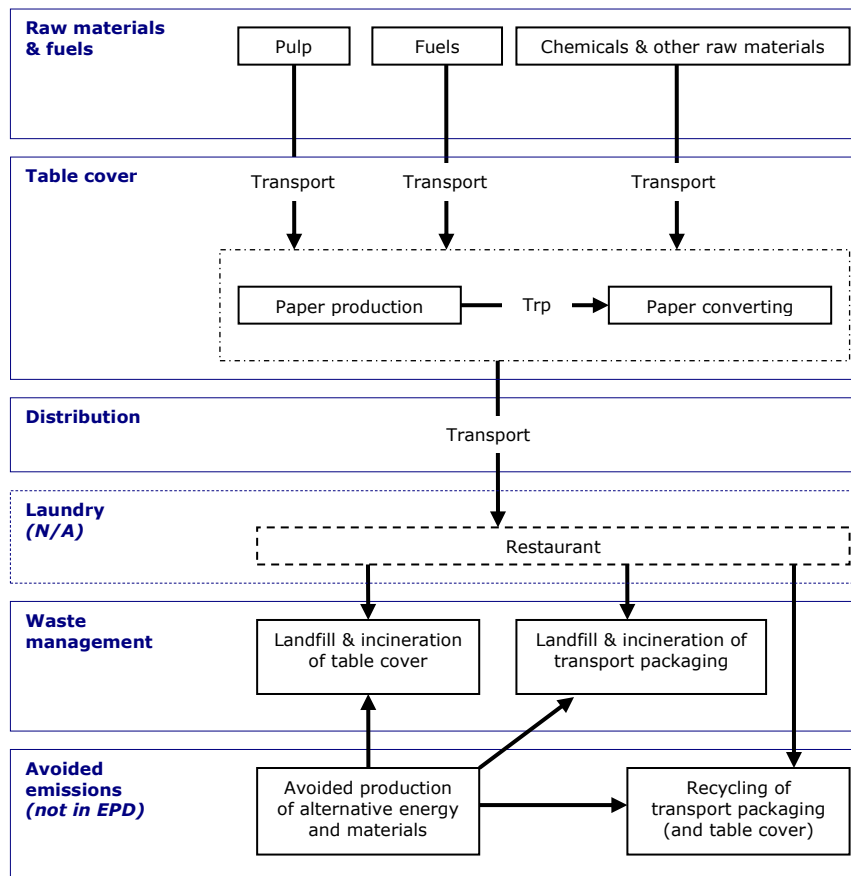 Raw materials
& fuels
Pulp
Fuels
Chemicals & other raw materials
Table cover
Transport
Transport
Transport
Paper production
Trp
Paper converting
Distribution
Transport
Laundry
(N/A)
Restaurant
Waste
management
Landfill & incineration
of table cover
Landfill & incineration of
transport packaging
Avoided
emissions
(not in EPD)
Avoided production
of alternative energy
and materials
Recycling of
transport packaging
(and table cover)